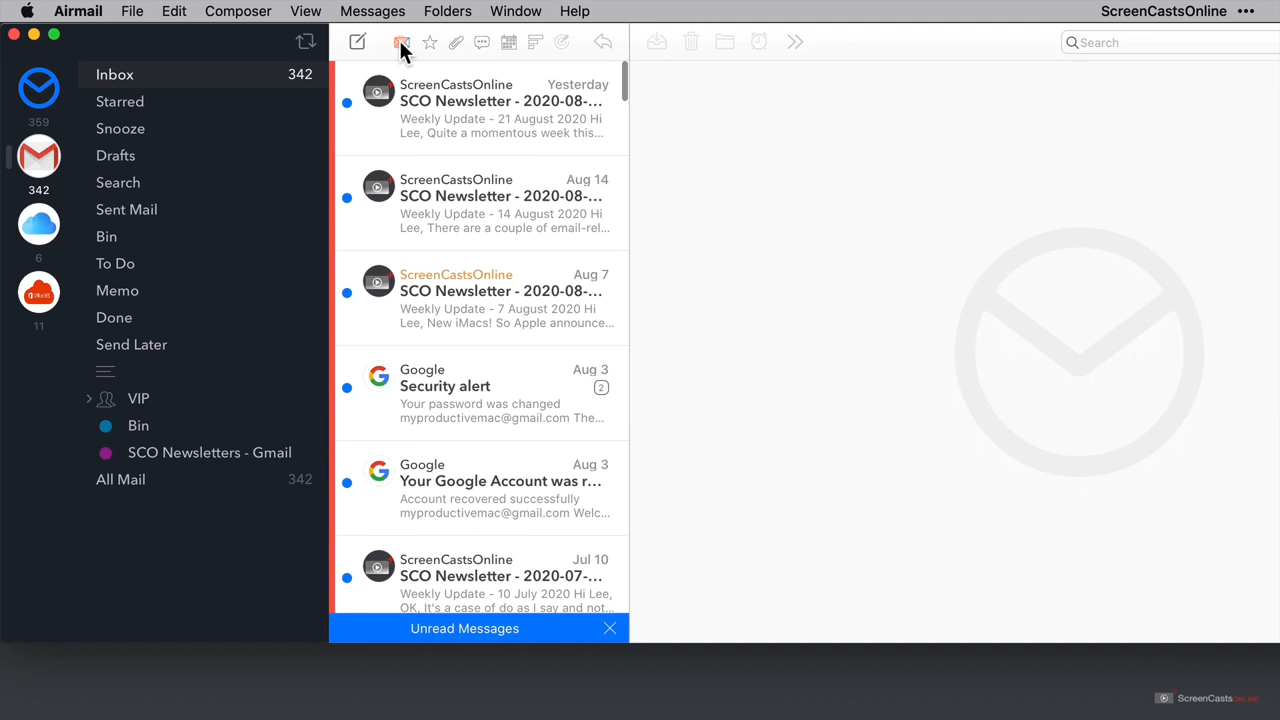 Airmail File Edit Composer View Messages Folders Window Help ScreenCastsOnline •••
Search
359
342
6
11
Inbox 342
Starred
Snooze
Drafts
Search
Sent Mail
Bin
To Do
Memo
Done
Send Later
VIP
Bin
SCO Newsletters - Gmail
All Mail 342
ScreenCastsOnline Yesterday
SCO Newsletter - 2020-08-...
Weekly Update - 21 August 2020 Hi
Lee, Quite a momentous week this...
ScreenCastsOnline Aug 14
SCO Newsletter - 2020-08-...
Weekly Update - 14 August 2020 Hi
Lee, There are a couple of email-rel...
ScreenCastsOnline Aug 7
SCO Newsletter - 2020-08-...
Weekly Update - 7 August 2020 Hi
Lee, New iMacs! So Apple announce...
Google Aug 3
Security alert 2
Your password was changed
myproductivemac@gmail.com The...
Google Aug 3
Your Google Account was r...
Account recovered successfully
myproductivemac@gmail.com Welc...
ScreenCastsOnline Jul 10
SCO Newsletter - 2020-07-...
Weekly Update - 10 July 2020 Hi Lee,
OK, It's a case of do as I say and not...
Unread Messages
ScreenCastsONLINE